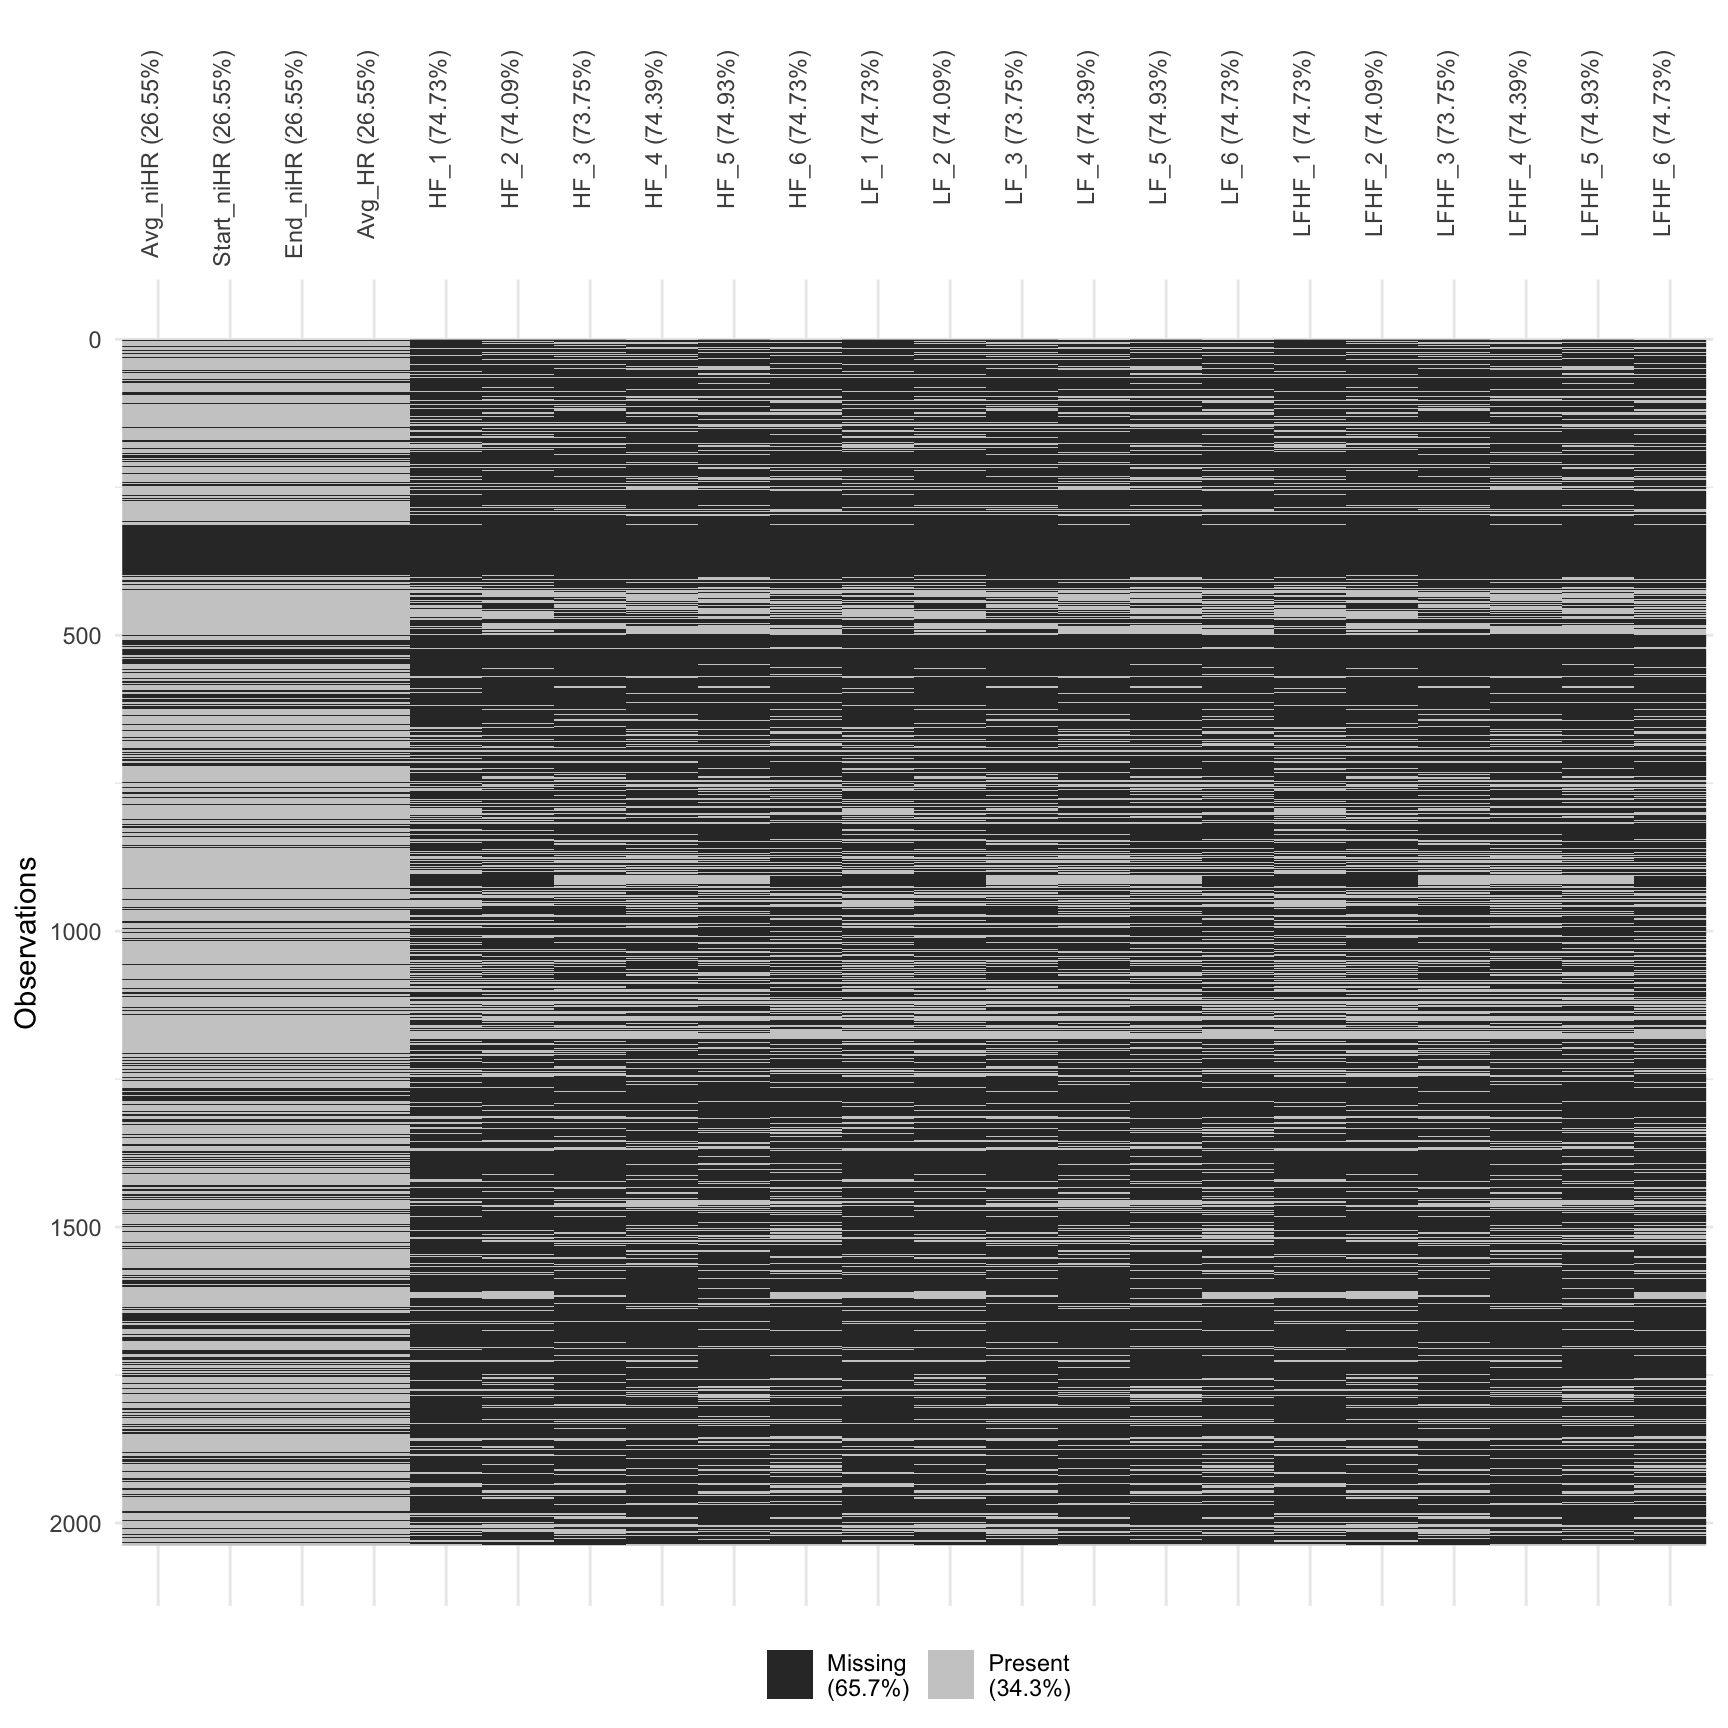 Avg_niHR (26.55%)
Start_niHR (26.55%)
End_niHR (26.55%)
Avg_HR (26.55%)
HF_1 (74.73%)
HF_2 (74.09%)
HF_3 (73.75%)
HF_4 (74.39%)
HF_5 (74.93%)
HF_6 (74.73%)
LF_1 (74.73%)
LF_2 (74.09%)
LF_3 (73.75%)
LF_4 (74.39%)
LF_5 (74.93%)
LF_6 (74.73%)
LFHF_1 (74.73%)
LFHF_2 (74.09%)
LFHF_3 (73.75%)
LFHF_4 (74.39%)
LFHF_5 (74.93%)
LFHF_6 (74.73%)
0
500
1000
1500
2000
Observations
Missing
(65.7%)
Present
(34.3%)